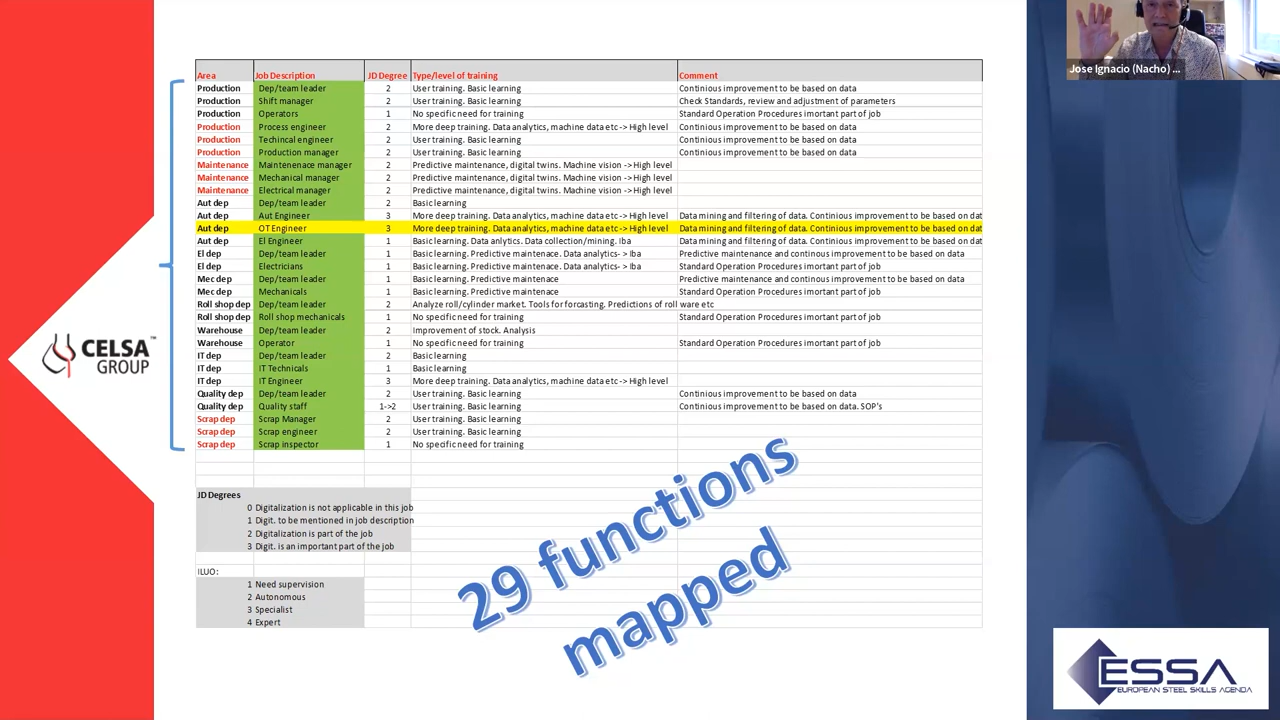 Jose Ignacio (Nacho) ...
Area Job Description JD Degree Type/level of training Comment
Production Dep/team leader 2 User training. Basic learning Continious improvement to be based on data
Production Shift manager 2 User training. Basic learning Check Standards, review and adjustment of parameters
Production Operators 1 No specific need for training Standard Operation Procedures imortant part of job
Production Process engineer 2 More deep training. Data analytics, machine data etc -> High level Continious improvement to be based on data
Production Techincal engineer 2 User training. Basic learning Continious improvement to be based on data
Production Production manager 2 User training. Basic learning Continious improvement to be based on data
Maintenance Maintenenace manager 2 Predictive maintenance, digital twins. Machine vision -> High level
Maintenance Mechanical manager 2 Predictive maintenance, digital twins. Machine vision -> High level
Maintenance Electrical manager 2 Predictive maintenance, digital twins. Machine vision -> High level
Aut dep Dep/team leader 2 Basic learning
Aut dep Aut Engineer 3 More deep training. Data analytics, machine data etc -> High level Data mining and filtering of data. Continious improvement to be based on dat
Aut dep OT Engineer 3 More deep training. Data analytics, machine data etc -> High level Data mining and filtering of data. Continious improvement to be based on dat
Aut dep El Engineer 1 Basic learning. Data anlytics. Data collection/mining. Iba Data mining and filtering of data. Continious improvement to be based on dat
El dep Dep/team leader 1 Basic learning. Predictive maintenace. Data analytics- > Iba Predictive maintenance and continous improvement to be based on data
El dep Electricians 1 Basic learning. Predictive maintenace. Data analytics- > Iba Standard Operation Procedures imortant part of job
Mec dep Dep/team leader 1 Basic learning. Predictive maintenace Predictive maintenance and continous improvement to be based on data
Mec dep Mechanicals 1 Basic learning. Predictive maintenace Standard Operation Procedures imortant part of job
Roll shop dep Dep/team leader 2 Analyze roll/cylinder market. Tools for forcasting. Predictions of roll ware etc
Roll shop dep Roll shop mechanicals 1 No specific need for training Standard Operation Procedures imortant part of job
Warehouse Dep/team leader 2 Improvement of stock. Analysis
Warehouse Operator 1 No specific need for training Standard Operation Procedures imortant part of job
IT dep Dep/team leader 2 Basic learning
IT dep IT Technicals 1 Basic learning
IT dep IT Engineer 3 More deep training. Data analytics, machine data etc -> High level
Quality dep Dep/team leader 2 User training. Basic learning Continious improvement to be based on data
Quality dep Quality staff 1->2 User training. Basic learning Continious improvement to be based on data. SOP's
Scrap dep Scrap Manager 2 User training. Basic learning
Scrap dep Scrap engineer 2 User training. Basic learning
Scrap dep Scrap inspector 1 No specific need for training
CELSA™
GROUP
JD Degrees
0 Digitalization is not applicable in this job
1 Digit. to be mentioned in job description
2 Digitalization is part of the job
3 Digit. is an important part of the job
ILUO:
1 Need supervision
2 Autonomous
3 Specialist
4 Expert
29 functions
mapped
ESSA
EUROPEAN STEEL SKILLS AGENDA